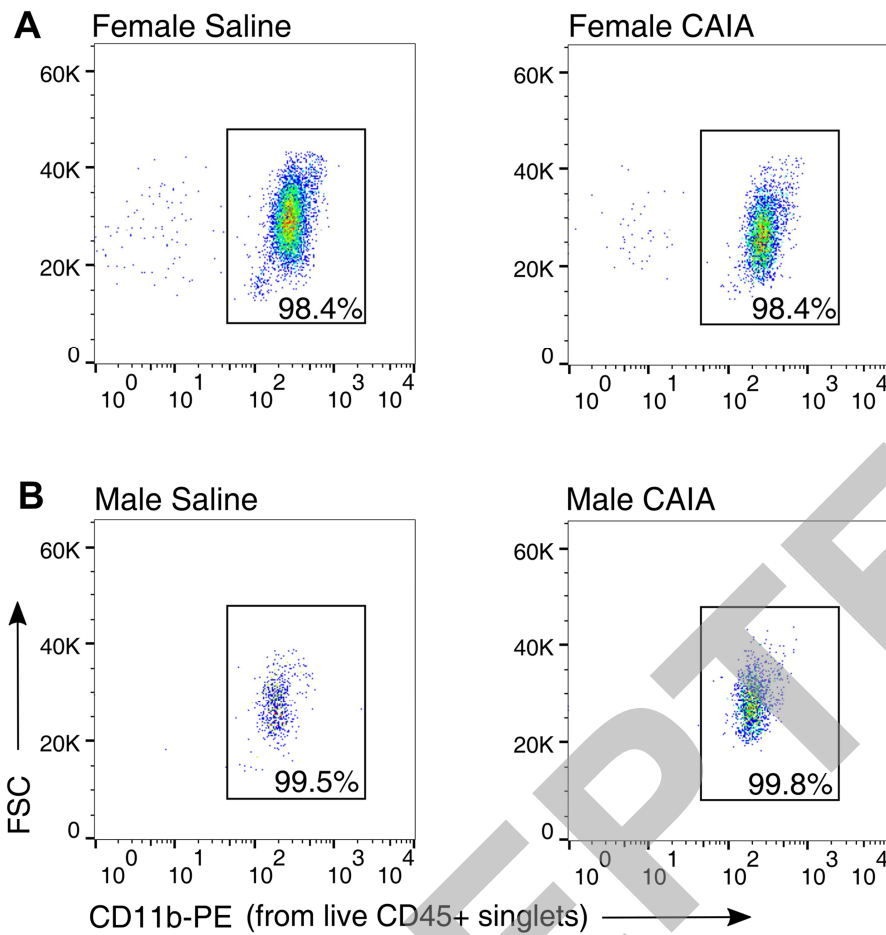 A
Female Saline
Female CAIA
60K
40K
20K
0
98.4%
10^0 10^1 10^2 10^3 10^4
60K
40K
20K
0
98.4%
10^0 10^1 10^2 10^3 10^4
B
Male Saline
Male CAIA
60K
40K
20K
0
99.5%
10^0 10^1 10^2 10^3 10^4
60K
40K
20K
0
99.8%
10^0 10^1 10^2 10^3 10^4
FSC
CD11b-PE (from live CD45+ singlets)
EPTE